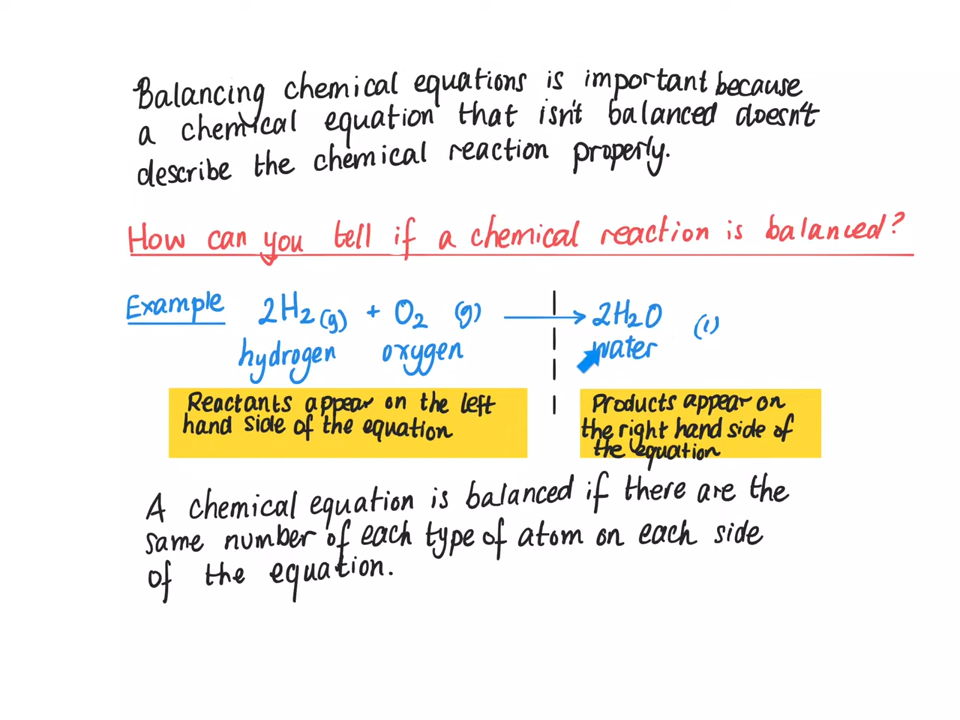 Balancing chemical equations is important because
a chemical equation that isn't balanced doesn't
describe the chemical reaction properly.
How can you tell if a chemical reaction is balanced?
Example 2H2(g) + O2 (g) → 2H2O (l)
hydrogen oxygen water
Reactants appear on the left
hand side of the equation
Products appear on
the right hand side of
the equation
A chemical equation is balanced if there are the
same number of each type of atom on each side
of the equation.